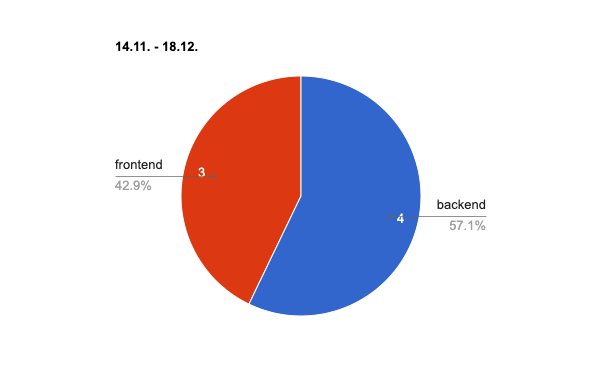 14.11. - 18.12.
frontend
42.9%
3
backend
57.1%
4